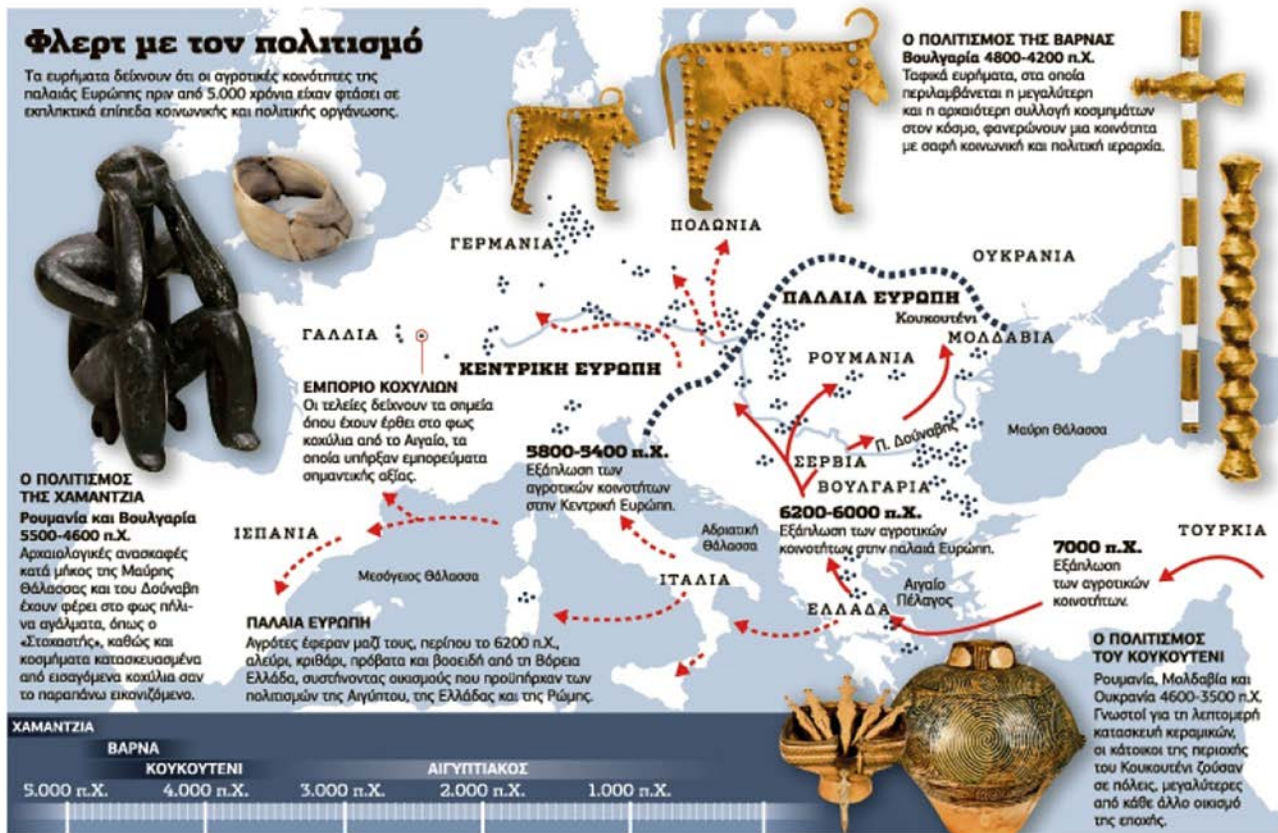 Φλερτ με τον πολιτισμό
Τα ευρήματα δείχνουν ότι οι αγροτικές κοινότητες της
παλαιάς Ευρώπης πριν από 5.000 χρόνια είχαν φτάσει σε
εκπληκτικά επίπεδα κοινωνικής και πολιτικής οργάνωσης.
Ο ΠΟΛΙΤΙΣΜΟΣ ΤΗΣ ΒΑΡΝΑΣ
Βουλγαρία 4800-4200 π.Χ.
Ταφικά ευρήματα, στα οποία
περιλαμβάνεται η μεγαλύτερη
και η αρχαιότερη συλλογή κοσμημάτων
στον κόσμο, φανερώνουν μια κοινότητα
με σαφή κοινωνική και πολιτική ιεραρχία.
ΓΕΡΜΑΝΙΑ
ΠΟΛΩΝΙΑ
ΟΥΚΡΑΝΙΑ
ΠΑΛΑΙΑ ΕΥΡΩΠΗ
Κουκουτένι
ΜΟΛΔΑΒΙΑ
ΓΑΛΛΙΑ
ΚΕΝΤΡΙΚΗ ΕΥΡΩΠΗ
ΡΟΥΜΑΝΙΑ
ΕΜΠΟΡΙΟ ΚΟΧΥΛΙΩΝ
Οι τελείες δείχνουν τα σημεία
όπου έχουν έρθει στο φως
κοχύλια από το Αιγαίο, τα
οποία υπήρξαν εμπορεύματα
σημαντικής αξίας.
5800-5400 π.Χ.
Εξάπλωση των
αγροτικών κοινοτήτων
στην Κεντρική Ευρώπη.
Π. Δούναβης
Μαύρη Θάλασσα
ΣΕΡΒΙΑ
ΒΟΥΛΓΑΡΙΑ
6200-6000 π.Χ.
Εξάπλωση των αγροτικών
κοινοτήτων στην παλαιά Ευρώπη.
Ο ΠΟΛΙΤΙΣΜΟΣ
ΤΗΣ ΧΑΜΑΝΤΖΙΑ
Ρουμανία και Βουλγαρία
5500-4600 π.Χ.
Αρχαιολογικές ανασκαφές
κατά μήκος της Μαύρης
Θάλασσας και του Δούναβη
έχουν φέρει στο φως πήλι-
να αγάλματα, όπως ο
«Στοχαστής», καθώς και
κοσμήματα κατασκευασμένα
από εισαγόμενα κοχύλια σαν
το παραπάνω εικονιζόμενο.
ΙΣΠΑΝΙΑ
Μεσόγειος Θάλασσα
Αδριατική
Θάλασσα
ΙΤΑΛΙΑ
ΕΛΛΑΔΑ
Αιγαίο
Πέλαγος
7000 π.Χ.
Εξάπλωση
των αγροτικών
κοινοτήτων.
ΤΟΥΡΚΙΑ
ΠΑΛΑΙΑ ΕΥΡΩΠΗ
Αγρότες έφεραν μαζί τους, περίπου το 6200 π.Χ.,
αλεύρι, κριθάρι, πρόβατα και βοοειδή από τη Βόρεια
Ελλάδα, συστήνοντας οικισμούς που προϋπήρχαν των
πολιτισμών της Αιγύπτου, της Ελλάδας και της Ρώμης.
Ο ΠΟΛΙΤΙΣΜΟΣ
ΤΟΥ ΚΟΥΚΟΥΤΕΝΙ
Ρουμανία, Μολδαβία και
Ουκρανία 4600-3500 π.Χ.
Γνωστοί για τη λεπτομερή
κατασκευή κεραμικών,
οι κάτοικοι της περιοχής
του Κουκουτένι ζούσαν
σε πόλεις, μεγαλύτερες
από κάθε άλλο οικισμό
της εποχής.
ΧΑΜΑΝΤΖΙΑ
ΒΑΡΝΑ
ΚΟΥΚΟΥΤΕΝΙ
ΑΙΓΥΠΤΙΑΚΟΣ
5.000 π.Χ.
4.000 π.Χ.
3.000 π.Χ.
2.000 π.Χ.
1.000 π.Χ.